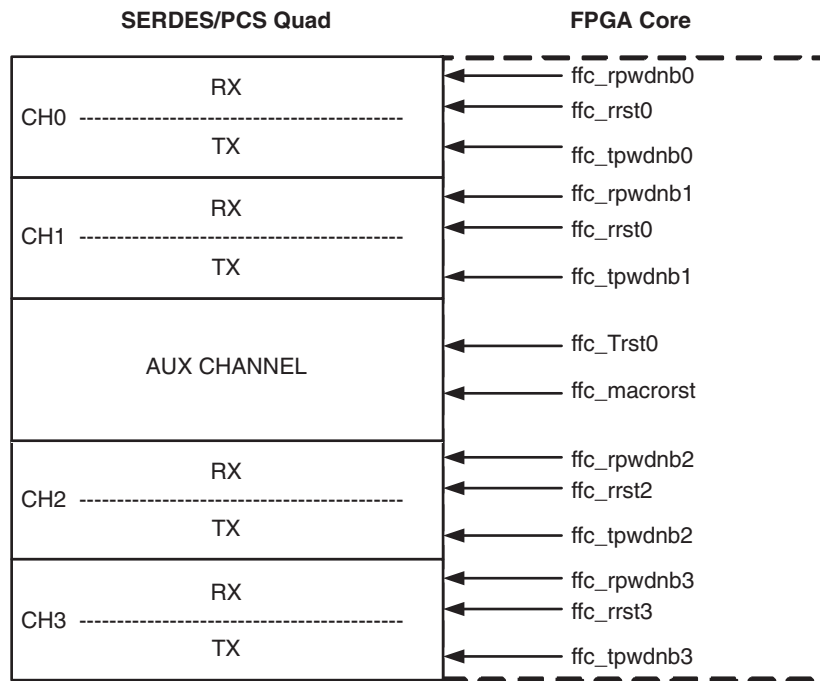 SERDES/PCS Quad
FPGA Core
CH0
RX
TX
ffc_rpwdnb0
ffc_rrst0
ffc_tpwdnb0
CH1
RX
TX
ffc_rpwdnb1
ffc_rrst0
ffc_tpwdnb1
AUX CHANNEL
ffc_Trst0
ffc_macrorst
CH2
RX
TX
ffc_rpwdnb2
ffc_rrst2
ffc_tpwdnb2
CH3
RX
TX
ffc_rpwdnb3
ffc_rrst3
ffc_tpwdnb3